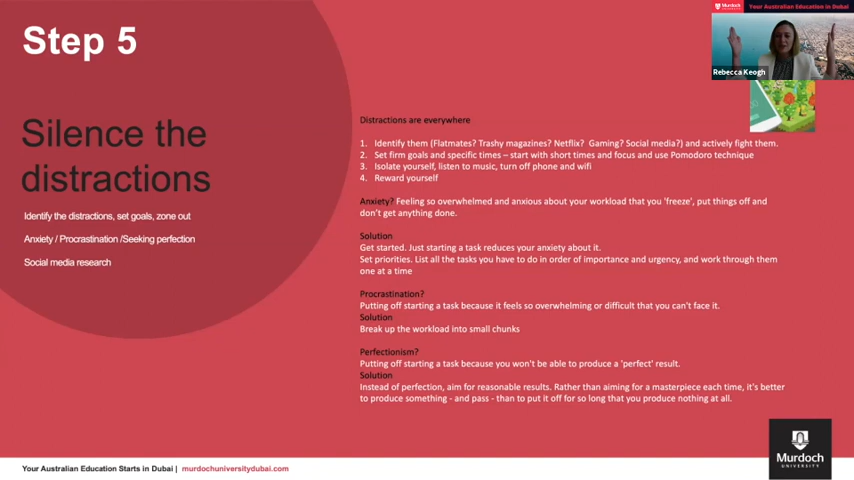 Step 5
Silence the
distractions
Identify the distractions, set goals, zone out
Anxiety / Procrastination /Seeking perfection
Social media research
Murdoch
UNIVERSITY
Your Australian Education in Dubai
Rebecca Keogh
Distractions are everywhere
1. Identify them (Flatmates? Trashy magazines? Netflix? Gaming? Social media?) and actively fight them.
2. Set firm goals and specific times – start with short times and focus and use Pomodoro technique
3. Isolate yourself, listen to music, turn off phone and wifi
4. Reward yourself
Anxiety? Feeling so overwhelmed and anxious about your workload that you 'freeze', put things off and
don't get anything done.
Solution
Get started. Just starting a task reduces your anxiety about it.
Set priorities. List all the tasks you have to do in order of importance and urgency, and work through them
one at a time
Procrastination?
Putting off starting a task because it feels so overwhelming or difficult that you can't face it.
Solution
Break up the workload into small chunks
Perfectionism?
Putting off starting a task because you won't be able to produce a 'perfect' result.
Solution
Instead of perfection, aim for reasonable results. Rather than aiming for a masterpiece each time, it's better
to produce something - and pass - than to put it off for so long that you produce nothing at all.
Murdoch
UNIVERSITY
Your Australian Education Starts in Dubai | murdochuniversitydubai.com